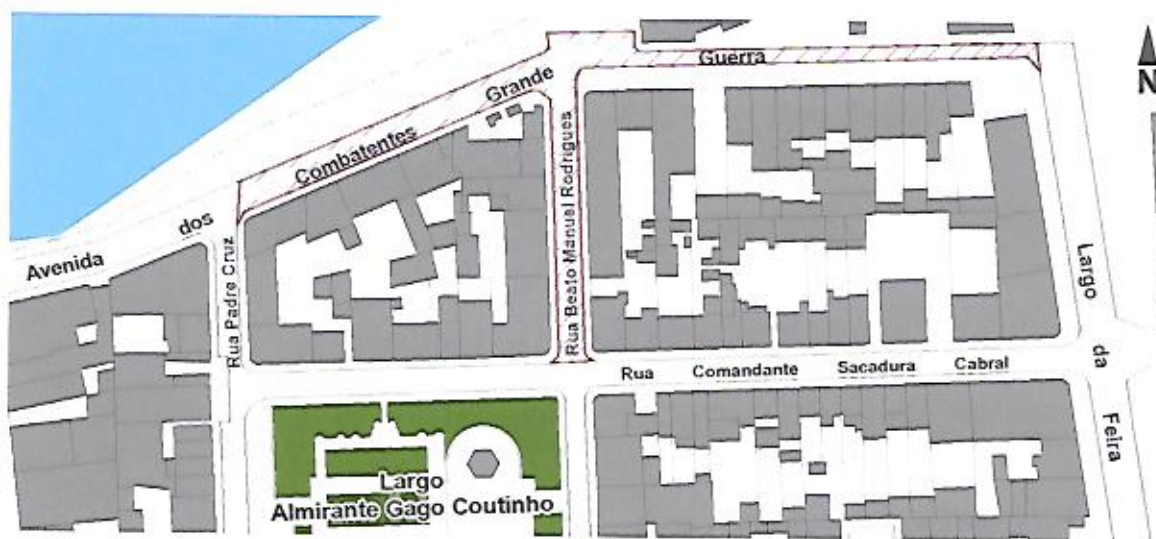 N
Avenida dos Combatentes Grande Guerra
Rua Padre Cruz
Rua Beato Manuel Rodrigues
Rua Comandante Sacadura Cabral
Largo da Feira
Largo
Almirante Gago Coutinho